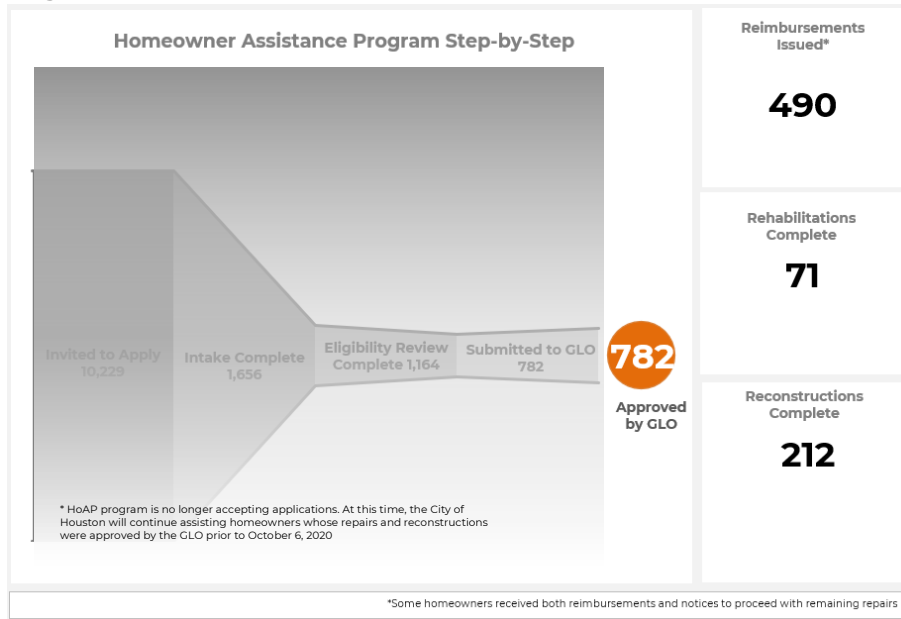 Homeowner Assistance Program Step-by-Step
Invited to Apply
10,229
Intake Complete
1,656
Eligibility Review
Complete 1,164
Submitted to GLO
782
782
Approved
by GLO
* HoAP program is no longer accepting applications. At this time, the City of
Houston will continue assisting homeowners whose repairs and reconstructions
were approved by the GLO prior to October 6, 2020
Reimbursements
Issued*
490
Rehabilitations
Complete
71
Reconstructions
Complete
212
*Some homeowners received both reimbursements and notices to proceed with remaining repairs